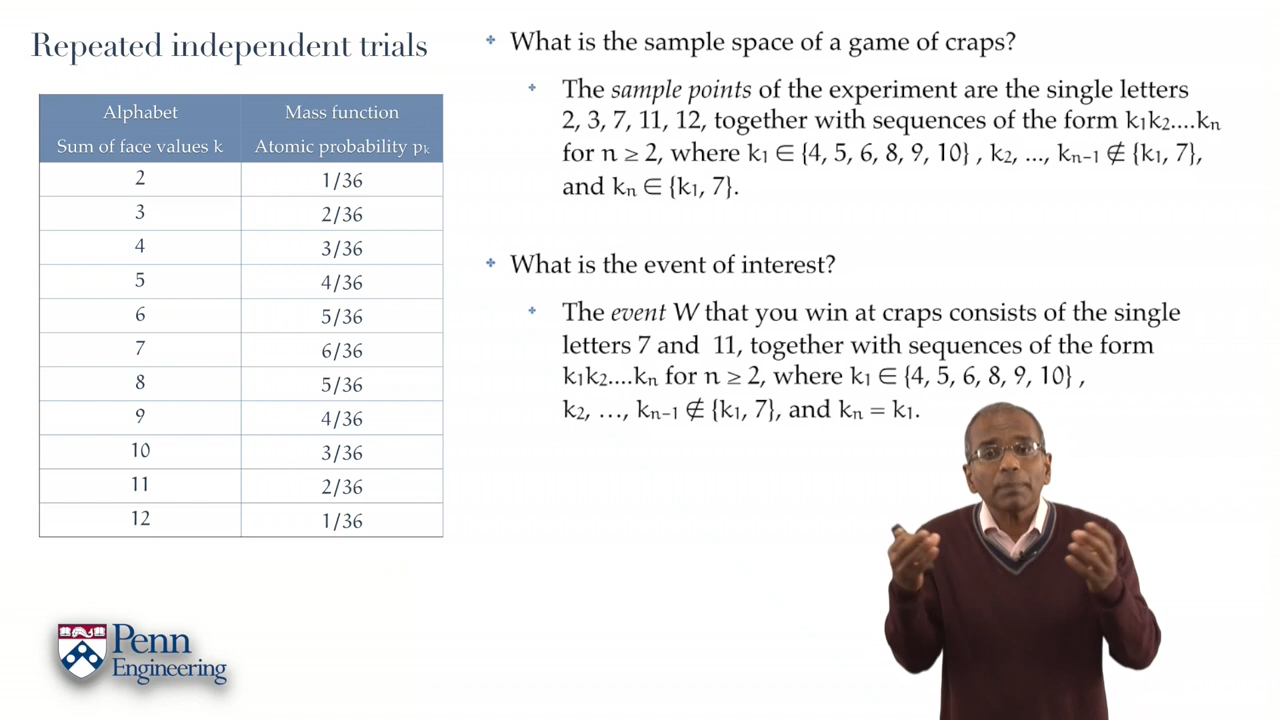 Repeated independent trials
Alphabet Mass function
Sum of face values k Atomic probability pk
2 1/36
3 2/36
4 3/36
5 4/36
6 5/36
7 6/36
8 5/36
9 4/36
10 3/36
11 2/36
12 1/36
What is the sample space of a game of craps?
The sample points of the experiment are the single letters
2, 3, 7, 11, 12, together with sequences of the form k₁k₂....kₙ
for n ≥ 2, where k₁ ∈ {4, 5, 6, 8, 9, 10} , k₂, ..., kₙ₋₁ ∉ {k₁, 7},
and kₙ ∈ {k₁, 7}.
What is the event of interest?
The event W that you win at craps consists of the single
letters 7 and 11, together with sequences of the form
k₁k₂....kₙ for n ≥ 2, where k₁ ∈ {4, 5, 6, 8, 9, 10} ,
k₂, …, kₙ₋₁ ∉ {k₁, 7}, and kₙ = k₁.
Penn
Engineering